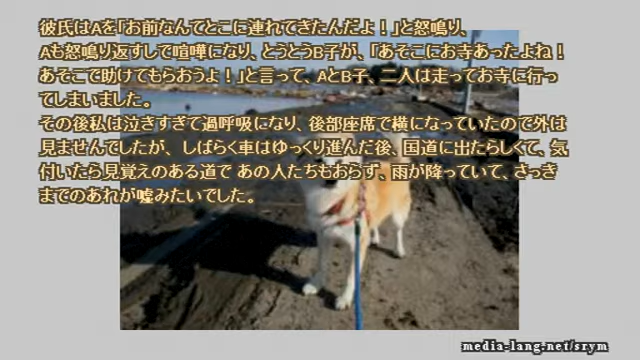 彼氏はAを「お前なんてとこに連れてきたんだよ！」と怒鳴り、
Aも怒鳴り返すして喧嘩になり、とうとうB子が、「あそこにお寺あったよね！
あそこで助けてもらおうよ！」と言って、AとB子、二人は走ってお寺に行っ
てしまいました。
その後私は泣きすぎて過呼吸になり、後部座席で横になっていたので外は
見ませんでしたが、しばらく車はゆっくり進んだ後、国道に出たらしくて、気
付いたら見覚えのある道で あの人たちもおらず、雨が降っていて、さっき
までのあれが嘘みたいでした。
media-lang.net/srym